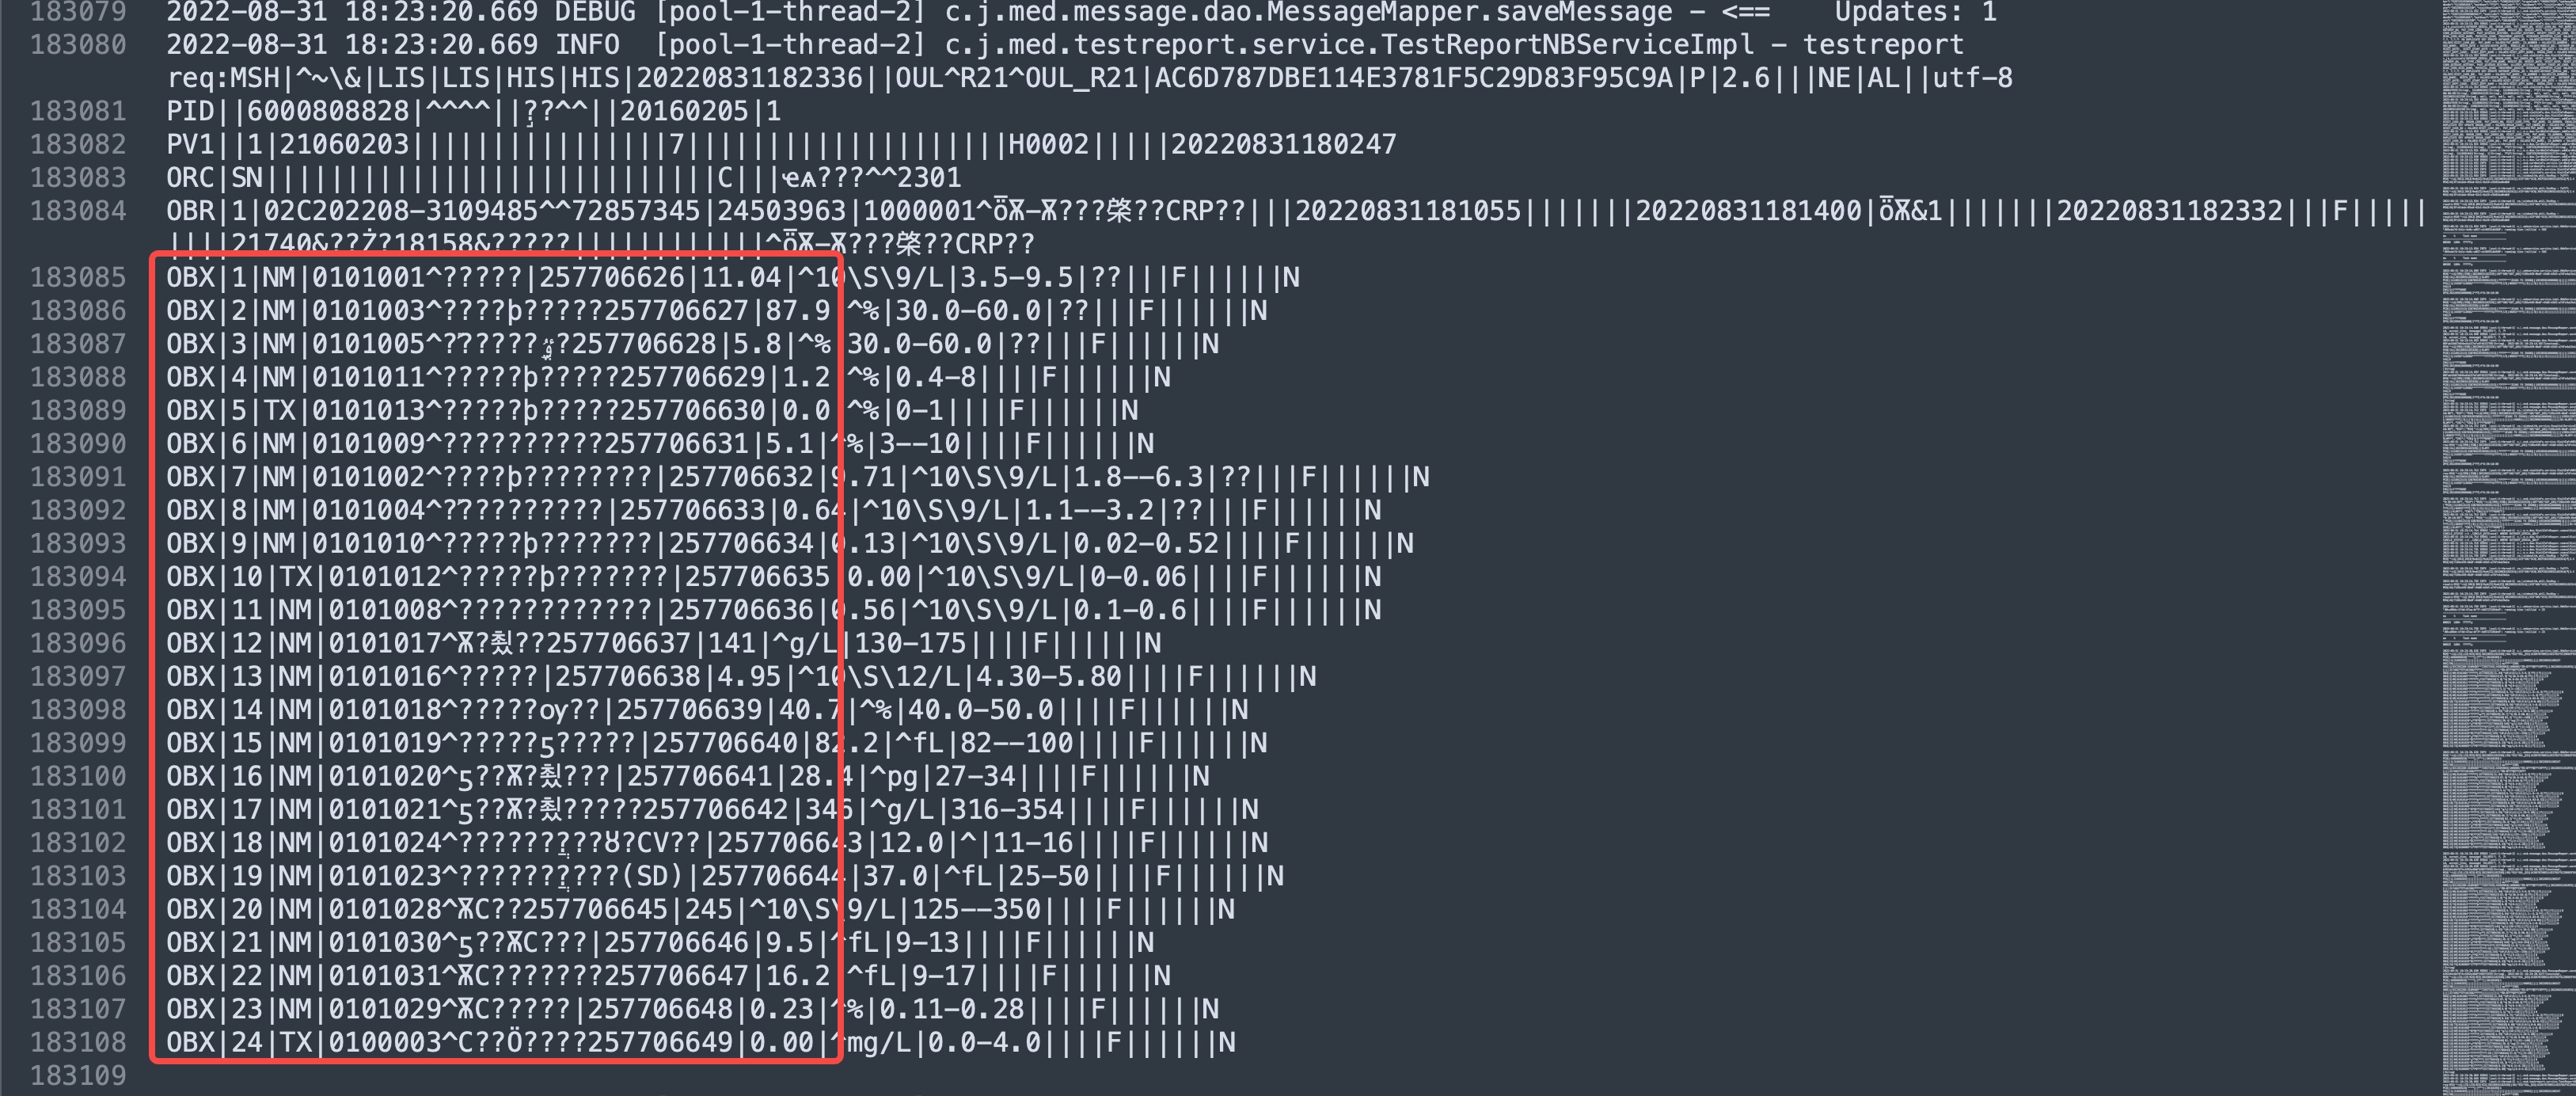 183079 2022-08-31 18:23:20.669 DEBUG [pool-1-thread-2] c.j.med.message.dao.MessageMapper.saveMessage - <==    Updates: 1
183080 2022-08-31 18:23:20.669 INFO  [pool-1-thread-2] c.j.med.testreport.service.TestReportNBServiceImpl - testreport
req:MSH|^~\&|LIS|LIS|HIS|HIS|20220831182336||OUL^R21^OUL_R21|AC6D787DBE114E3781F5C29D83F95C9A|P|2.6|||NE|AL||utf-8
183081 PID||6000808828|^^^^||??^^||20160205|1
183082 PV1||1|21060203|||||||||||||||||7||||||||||||||||||||H0002|||||20220831180247
183083 ORC|SN||||||||||||||||||||||||||||C|||ҽѧ???^^2301
183084 OBR|1|02C202208-3109485^^72857345|24503963|1000001^ȫѪ-Ѫ???棨??CRP??|||20220831181055|||||||20220831181400|ȫѪ&1|||||||20220831182332|||F|||||
||||21740&??Ż?18158&?????||||||||||||^ȫѪ-Ѫ???棨??CRP??
183085 OBX|1|NM|0101001^?????|257706626|11.04|^10\S\9/L|3.5-9.5|??|||F||||||N
183086 OBX|2|NM|0101003^????þ?????257706627|87.9|^%|30.0-60.0|??|||F||||||N
183087 OBX|3|NM|0101005^???????257706628|5.8|^%|30.0-60.0|??|||F||||||N
183088 OBX|4|NM|0101011^?????þ?????257706629|1.2|^%|0.4-8||||F||||||N
183089 OBX|5|TX|0101013^?????þ?????257706630|0.0|^%|0-1||||F||||||N
183090 OBX|6|NM|0101009^??????????257706631|5.1|^%|3--10||||F||||||N
183091 OBX|7|NM|0101002^????þ????????|257706632|9.71|^10\S\9/L|1.8--6.3|??|||F||||||N
183092 OBX|8|NM|0101004^??????????|257706633|0.64|^10\S\9/L|1.1--3.2|??|||F||||||N
183093 OBX|9|NM|0101010^?????þ???????|257706634|0.13|^10\S\9/L|0.02-0.52||||F||||||N
183094 OBX|10|TX|0101012^?????þ???????|257706635|0.00|^10\S\9/L|0-0.06||||F||||||N
183095 OBX|11|NM|0101008^????????????|257706636|0.56|^10\S\9/L|0.1-0.6||||F||||||N
183096 OBX|12|NM|0101017^Ѫ?쵰??257706637|141|^g/L|130-175||||F||||||N
183097 OBX|13|NM|0101016^?????|257706638|4.95|^10\S\12/L|4.30-5.80||||F||||||N
183098 OBX|14|NM|0101018^?????ѹ??|257706639|40.7|^%|40.0-50.0||||F||||||N
183099 OBX|15|NM|0101019^?????ƽ?????|257706640|82.2|^fL|82--100||||F||||||N
183100 OBX|16|NM|0101020^ƽ??Ѫ?쵰???|257706641|28.4|^pg|27-34||||F||||||N
183101 OBX|17|NM|0101021^ƽ??Ѫ?쵰?????257706642|346|^g/L|316-354||||F||||||N
183102 OBX|18|NM|0101024^?????????ȣ?CV??|257706643|12.0|^|11-16||||F||||||N
183103 OBX|19|NM|0101023^??????????(SD)|257706644|37.0|^fL|25-50||||F||||||N
183104 OBX|20|NM|0101028^ѪС??257706645|245|^10\S\9/L|125--350||||F||||||N
183105 OBX|21|NM|0101030^ƽ??ѪС???|257706646|9.5|^fL|9-13||||F||||||N
183106 OBX|22|NM|0101031^ѪС???????257706647|16.2|^fL|9-17||||F||||||N
183107 OBX|23|NM|0101029^ѪС?????|257706648|0.23|^%|0.11-0.28||||F||||||N
183108 OBX|24|TX|0100003^C??Ӧ????257706649|0.00|^mg/L|0.0-4.0||||F||||||N
183109